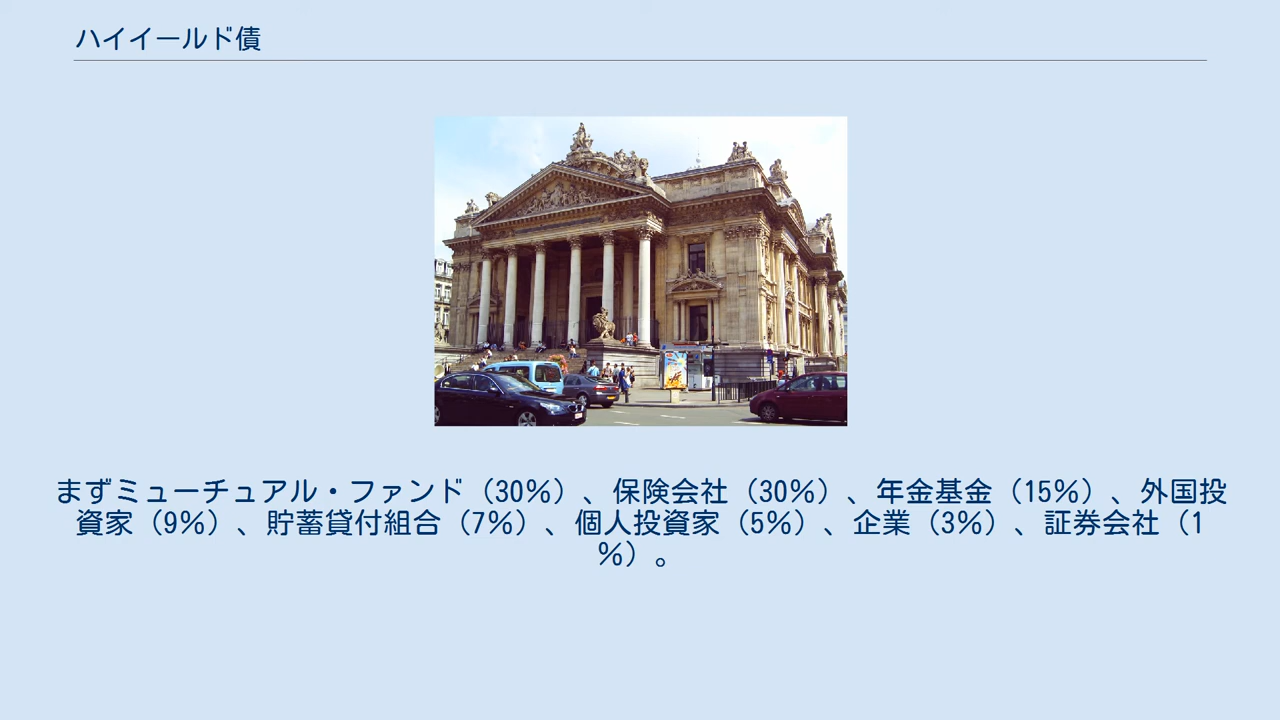 ハイイールド債
まずミューチュアル・ファンド（30％）、保険会社（30％）、年金基金（15％）、外国投
資家（9％）、貯蓄貸付組合（7％）、個人投資家（5％）、企業（3％）、証券会社（1
％）。